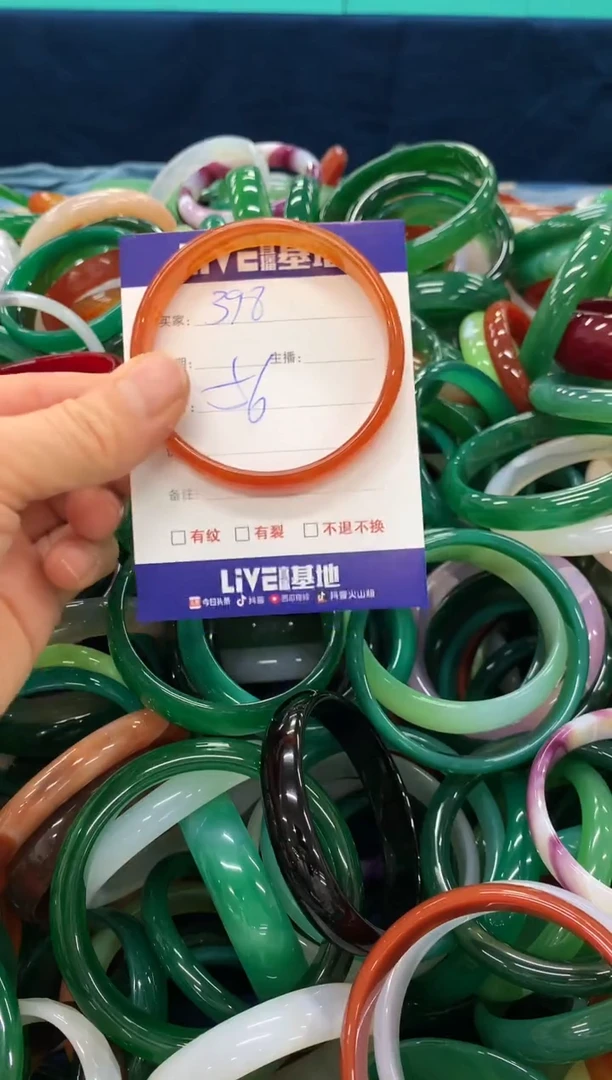 LiVE基地
买家: 398
主播:
56
备注:
□有纹 □有裂 □不退不换
LiVE基地
今日头条 抖音 西瓜视频 抖音火山版